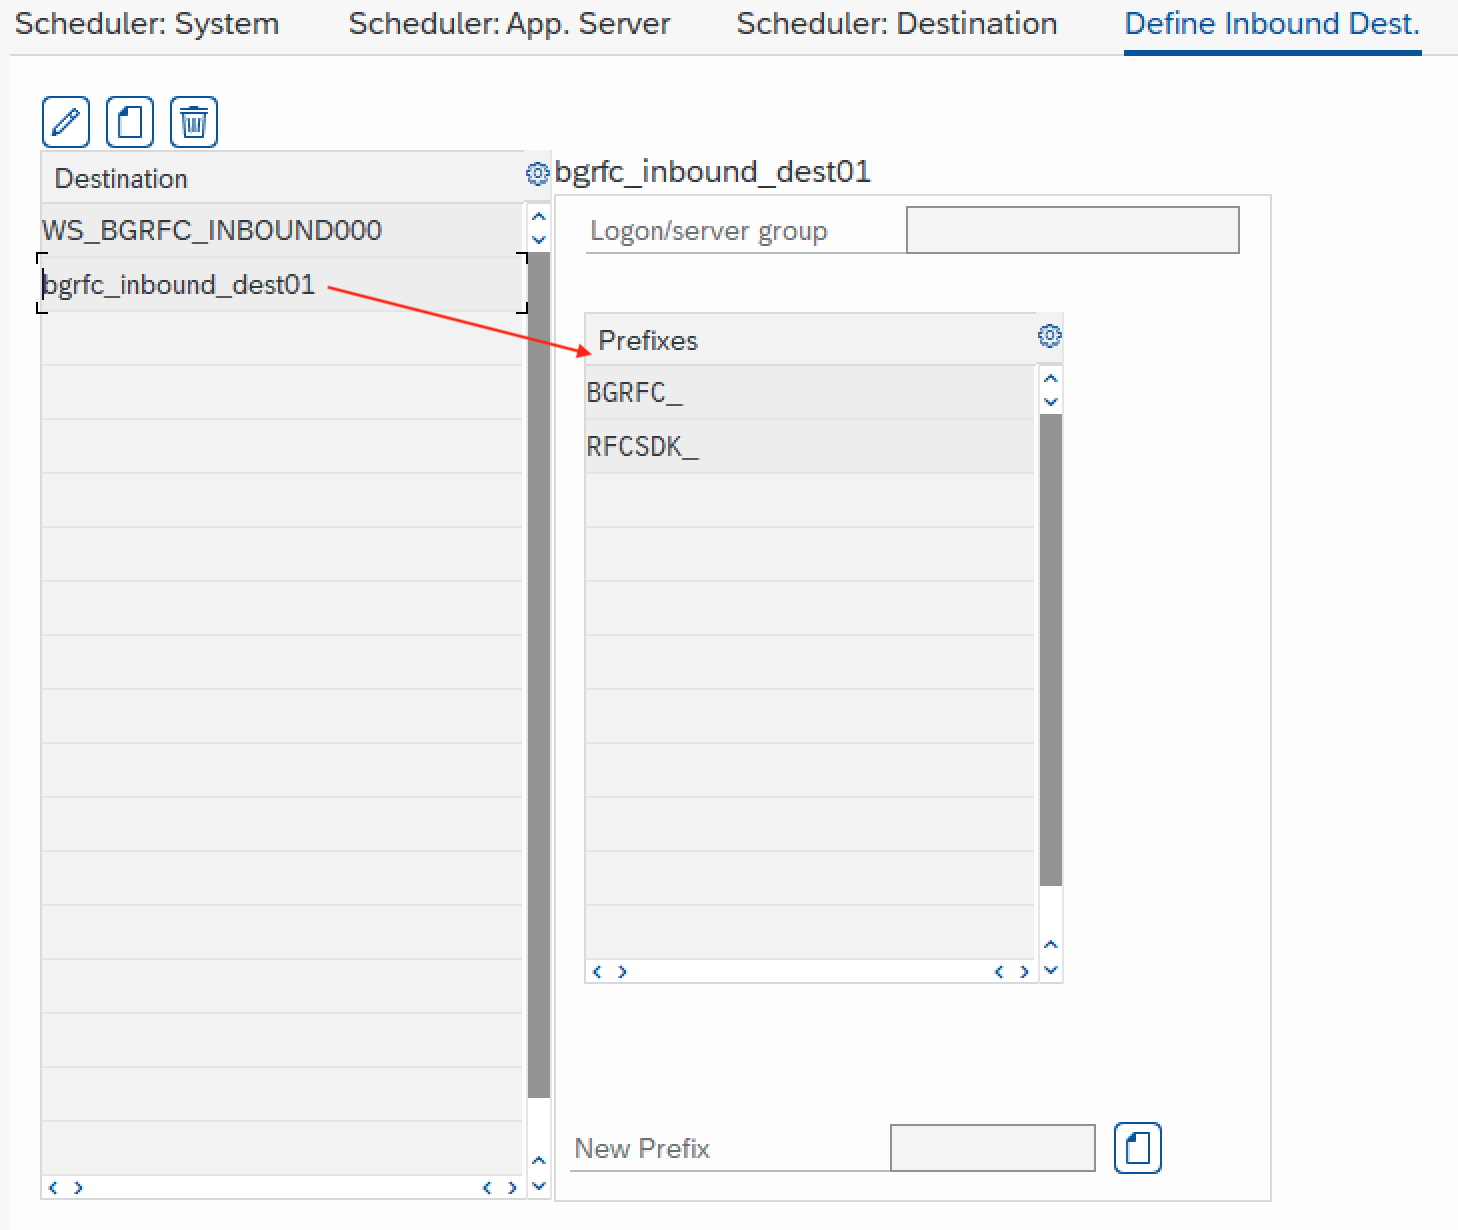 Scheduler: System Scheduler: App. Server Scheduler: Destination Define Inbound Dest.
Destination
WS_BGRFC_INBOUND000
bgrfc_inbound_dest01
bgrfc_inbound_dest01
Logon/server group
Prefixes
BGRFC_
RFCSDK_
New Prefix